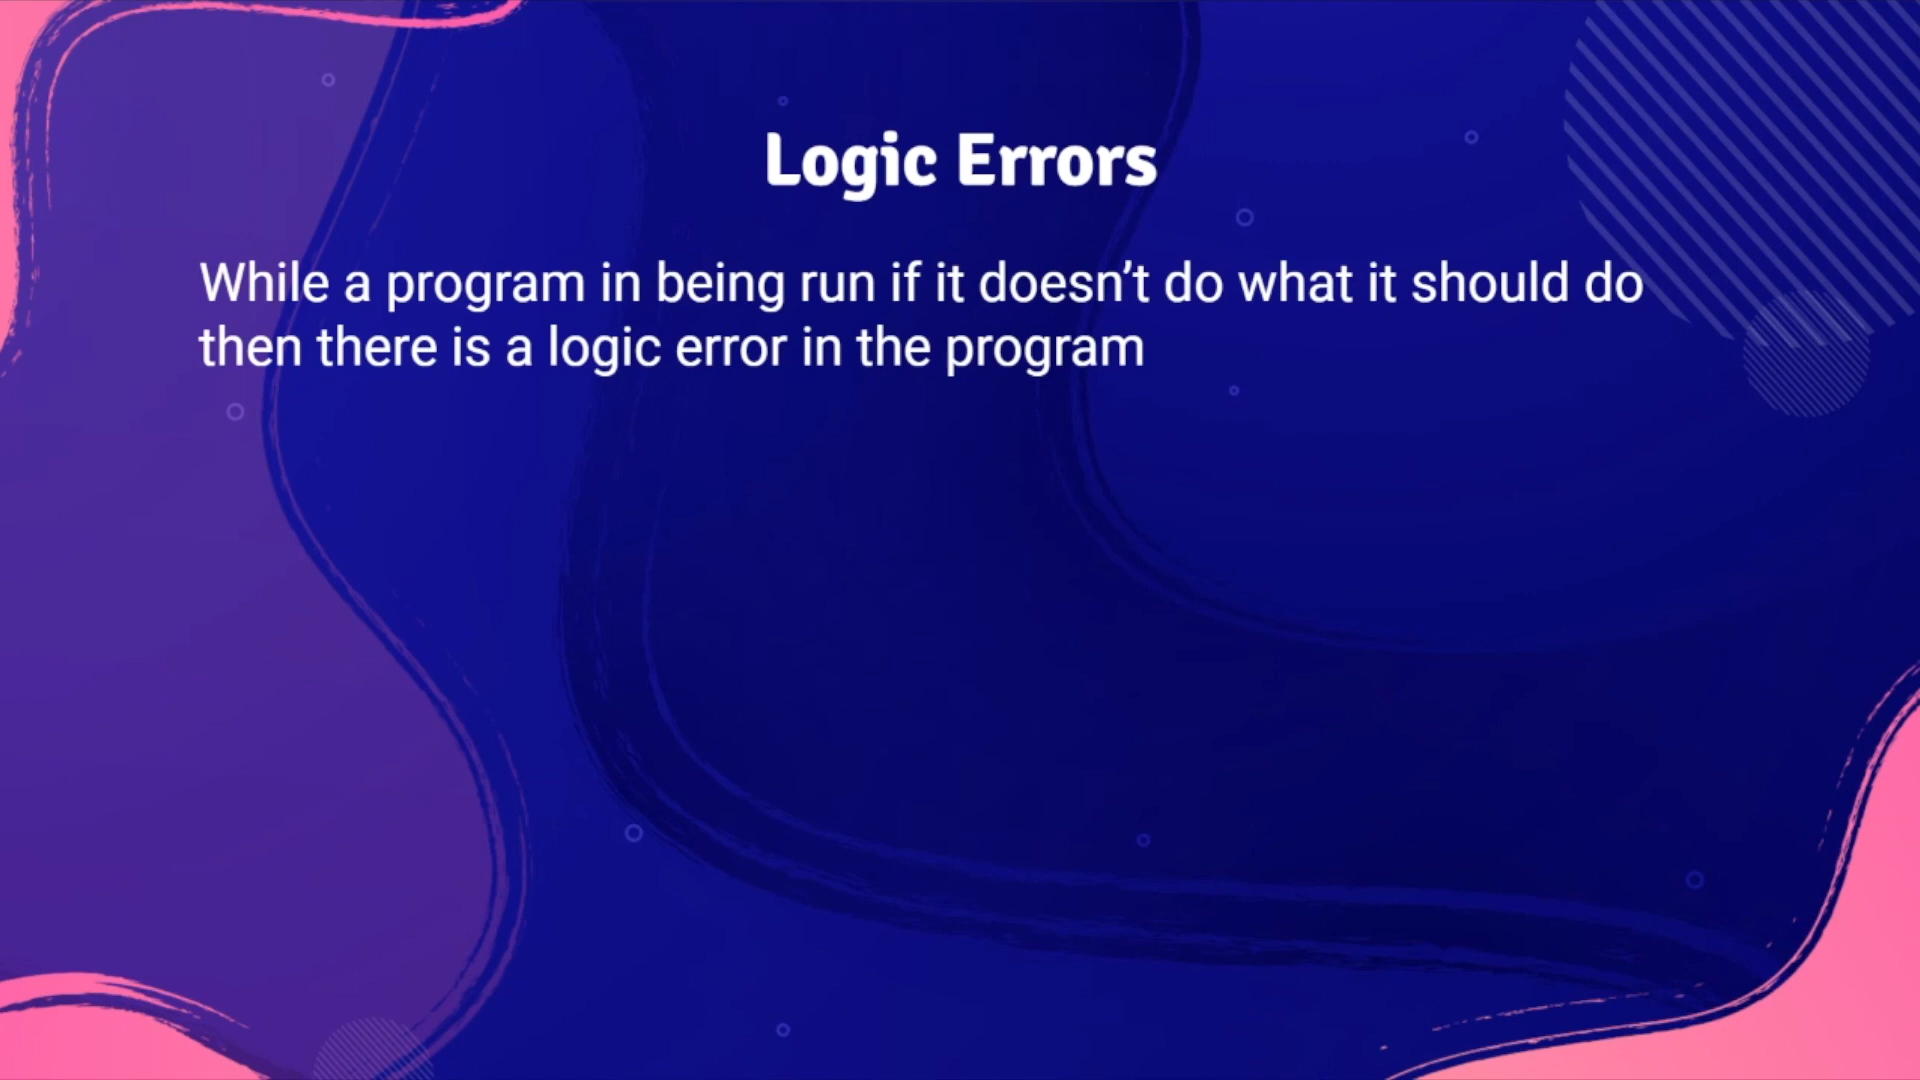 Logic Errors
While a program in being run if it doesn’t do what it should do
then there is a logic error in the program